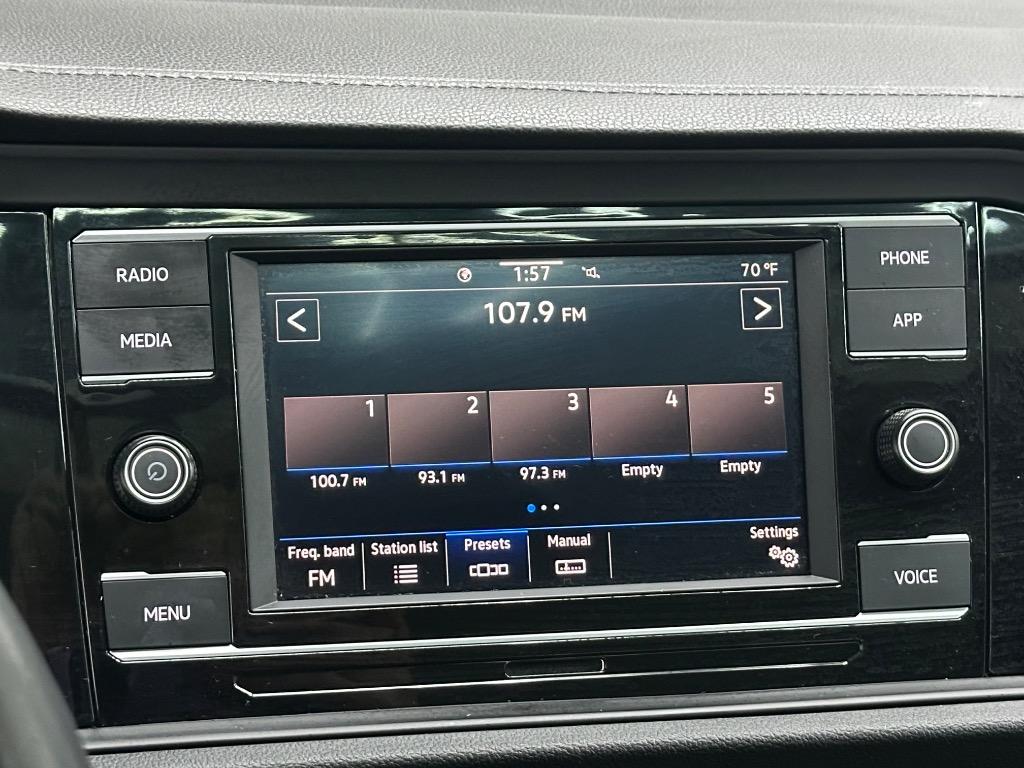 RADIO
MEDIA
MENU
1:57
70 °F
<
107.9 FM
>
1
2
3
4
5
100.7 FM
93.1 FM
97.3 FM
Empty
Empty
Freq. band
FM
Station list
Presets
Manual
Settings
PHONE
APP
VOICE